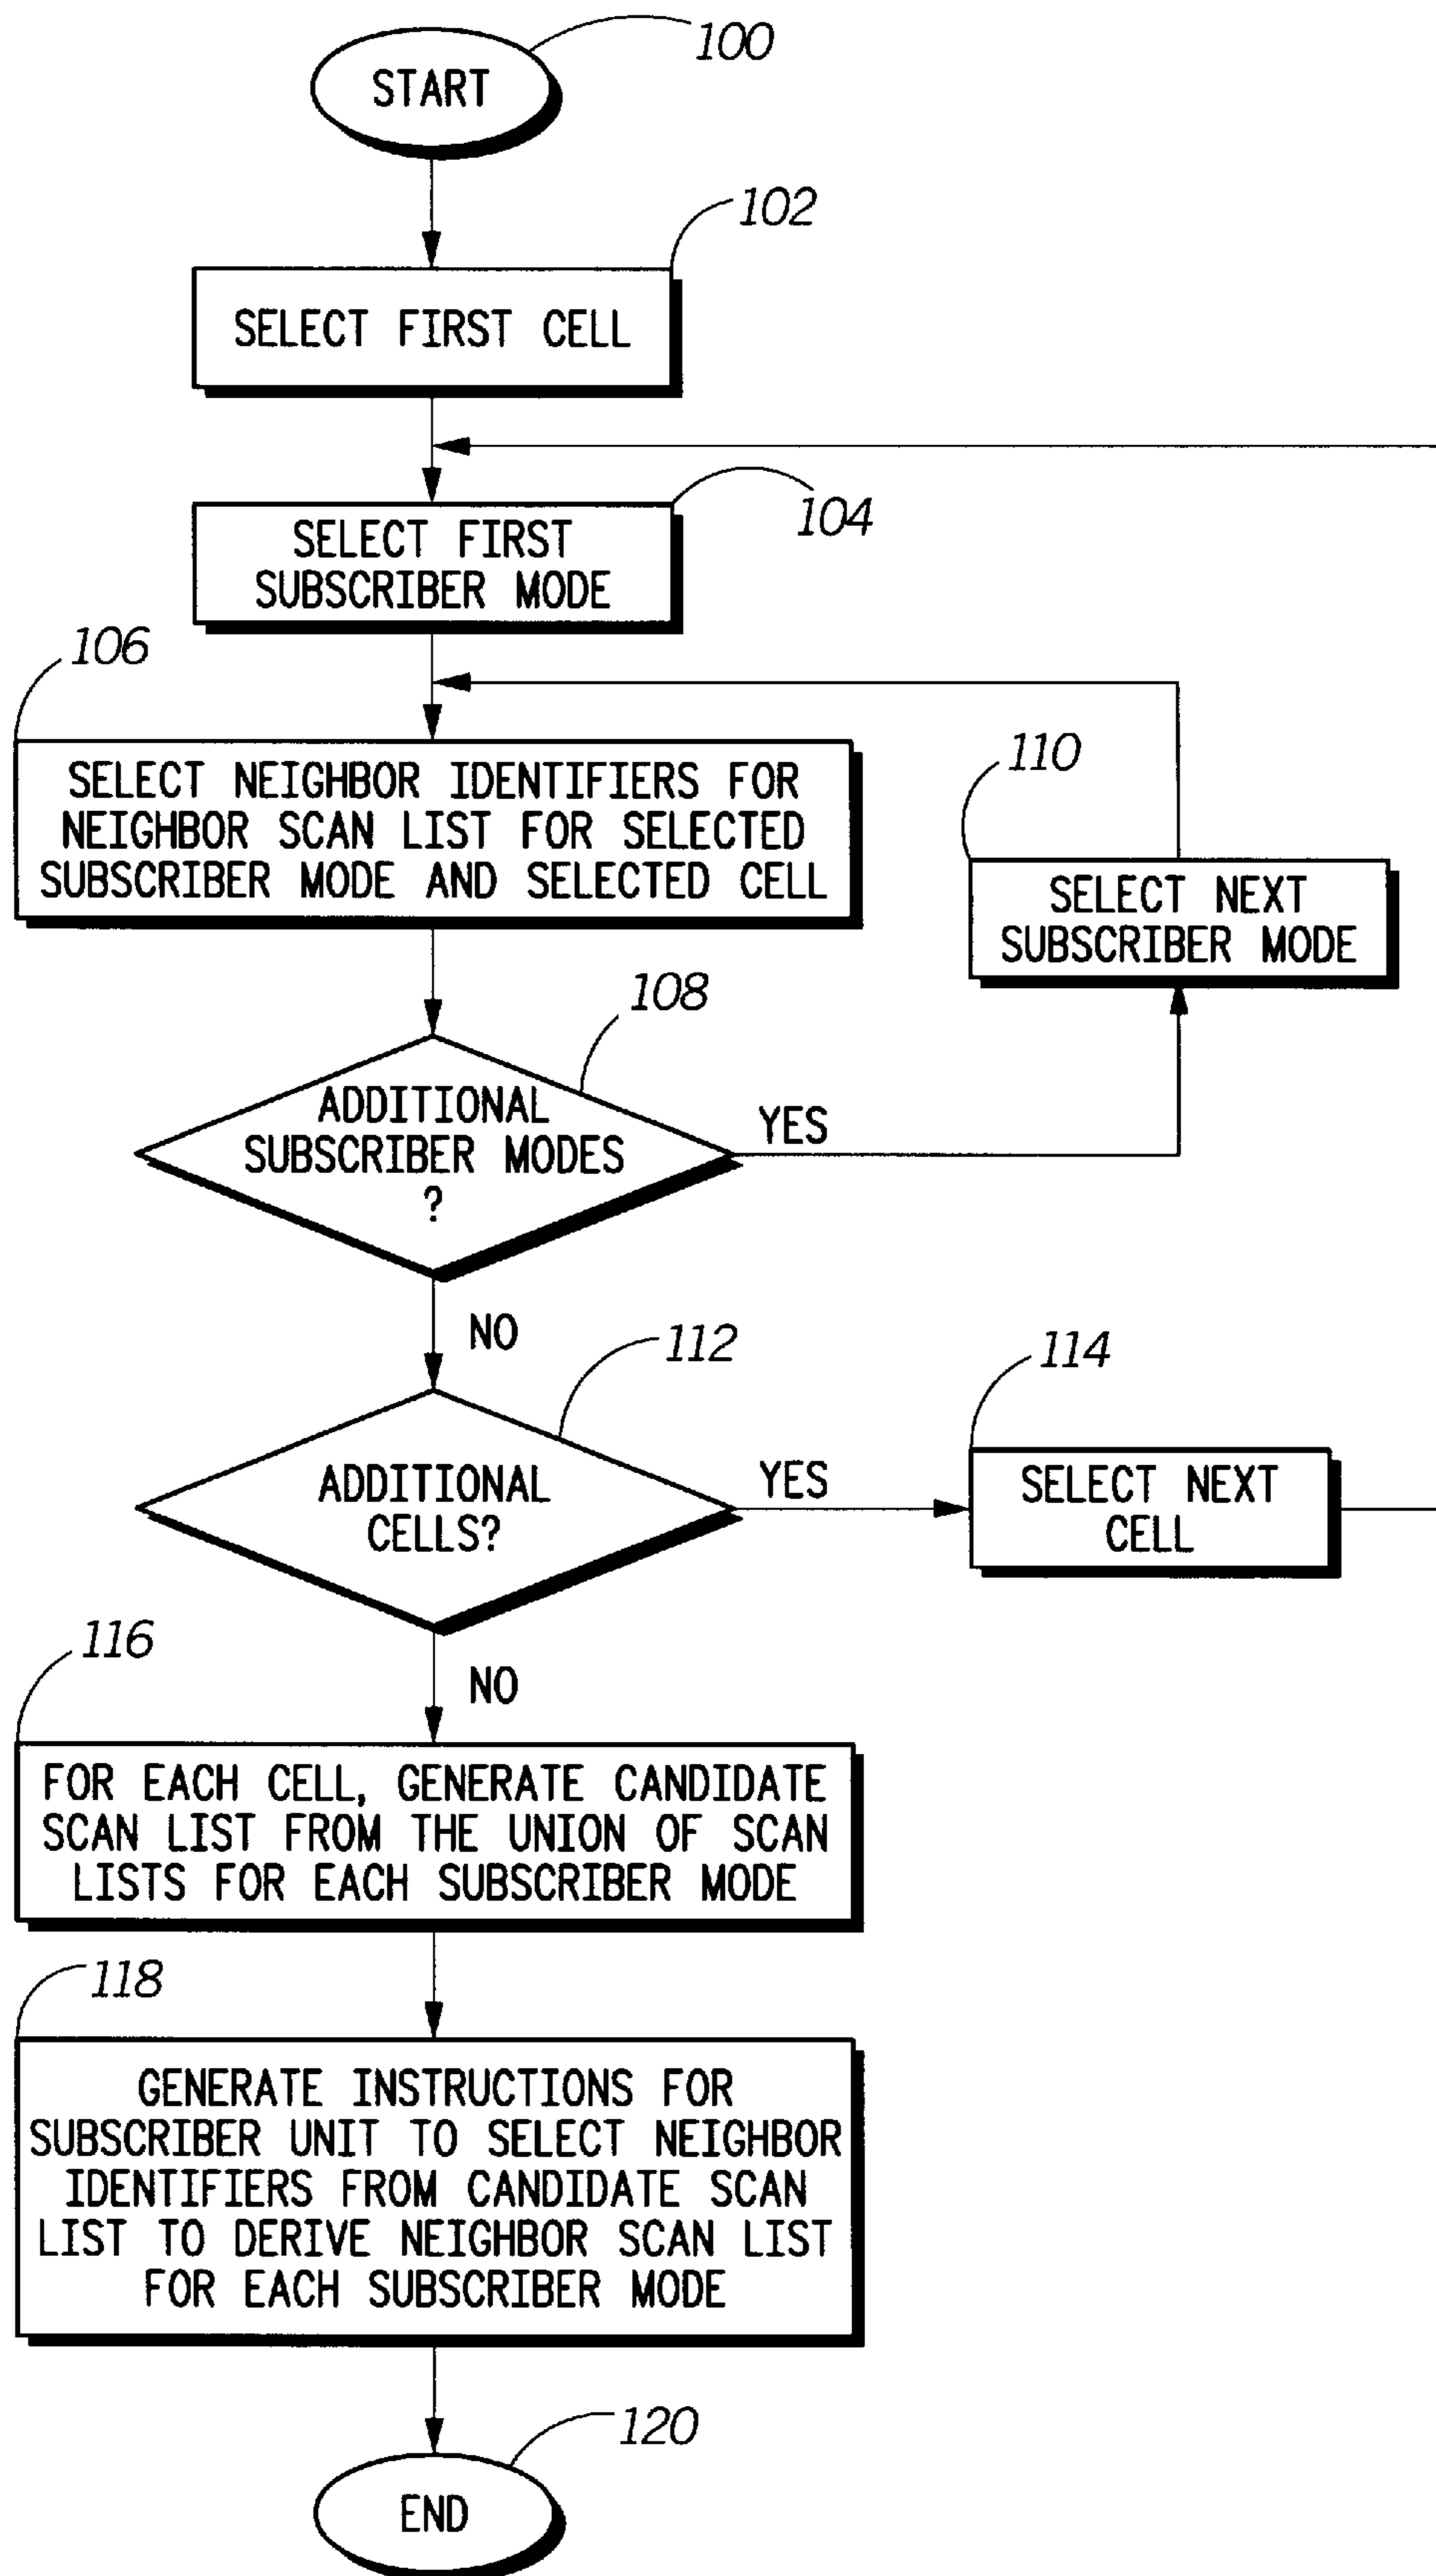 100
START
102
SELECT FIRST CELL
104
SELECT FIRST
SUBSCRIBER MODE
106
SELECT NEIGHBOR IDENTIFIERS FOR
NEIGHBOR SCAN LIST FOR SELECTED
SUBSCRIBER MODE AND SELECTED CELL
110
SELECT NEXT
SUBSCRIBER MODE
108
ADDITIONAL
SUBSCRIBER MODES
?
YES
NO
112
ADDITIONAL
CELLS?
YES
114
SELECT NEXT
CELL
NO
116
FOR EACH CELL, GENERATE CANDIDATE
SCAN LIST FROM THE UNION OF SCAN
LISTS FOR EACH SUBSCRIBER MODE
118
GENERATE INSTRUCTIONS FOR
SUBSCRIBER UNIT TO SELECT NEIGHBOR
IDENTIFIERS FROM CANDIDATE SCAN
LIST TO DERIVE NEIGHBOR SCAN LIST
FOR EACH SUBSCRIBER MODE
120
END